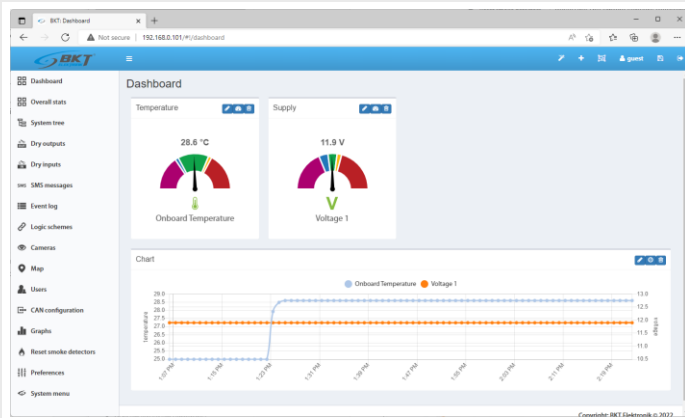 BKT: Dashboard
Not secure | 192.168.0.101/*!/dashboard
BKT
guest
Dashboard
Overall stats
System tree
Dry outputs
Dry inputs
SMS messages
Event log
Logic schemes
Cameras
Map
Users
CAN configuration
Graphs
Reset smoke detectors
Preferences
System menu
Dashboard
Temperature
28.6 °C
Onboard Temperature
Supply
11.9 V
V
Voltage 1
Chart
Onboard Temperature Voltage 1
temperature
29.0
28.5
28.0
27.5
27.0
26.5
26.0
25.5
25.0
voltage
13.0
12.5
12.0
11.5
11.0
10.5
1:07 PM 1:15 PM 1:23 PM 1:31 PM 1:39 PM 1:47 PM 1:55 PM 2:03 PM 2:11 PM 2:19 PM
Copyright: BKT Elektronik © 2022